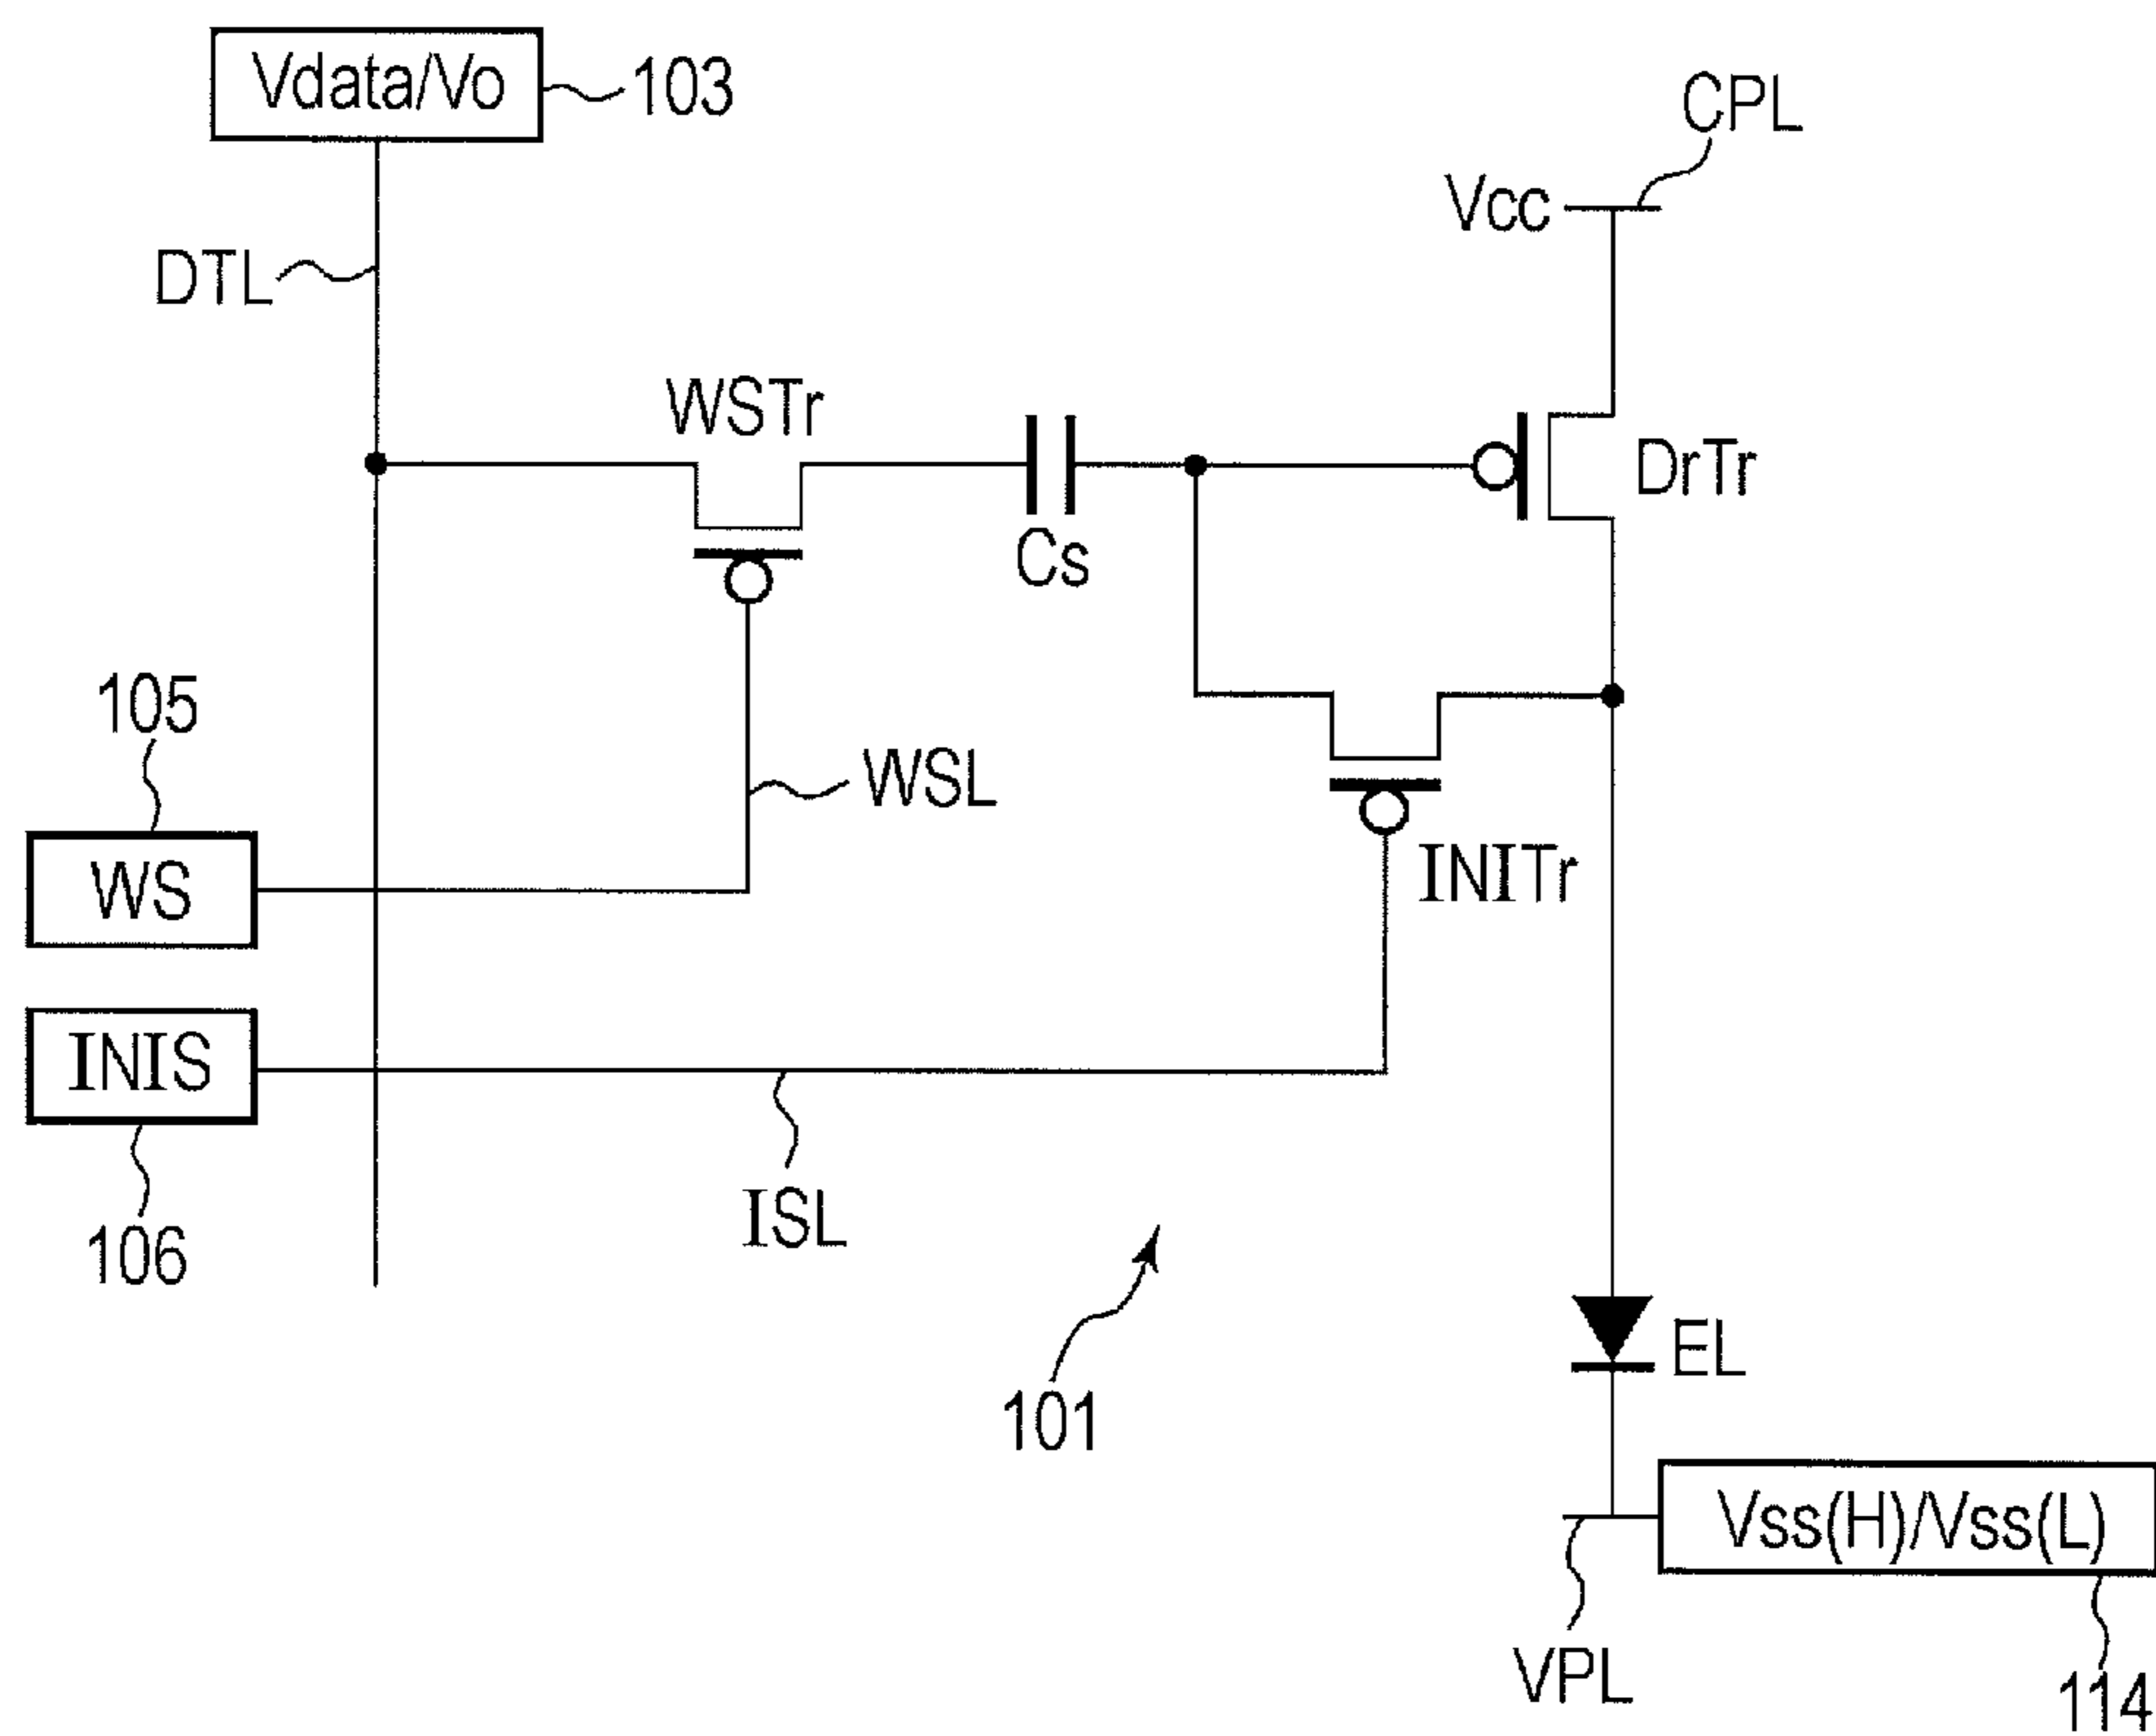 Vdata/Vo
103
CPL
Vcc
DTL
WSTr
DrTr
Cs
105
WSL
INITr
WS
INIS
ISL
106
101
EL
Vss(H)/Vss(L)
VPL
114